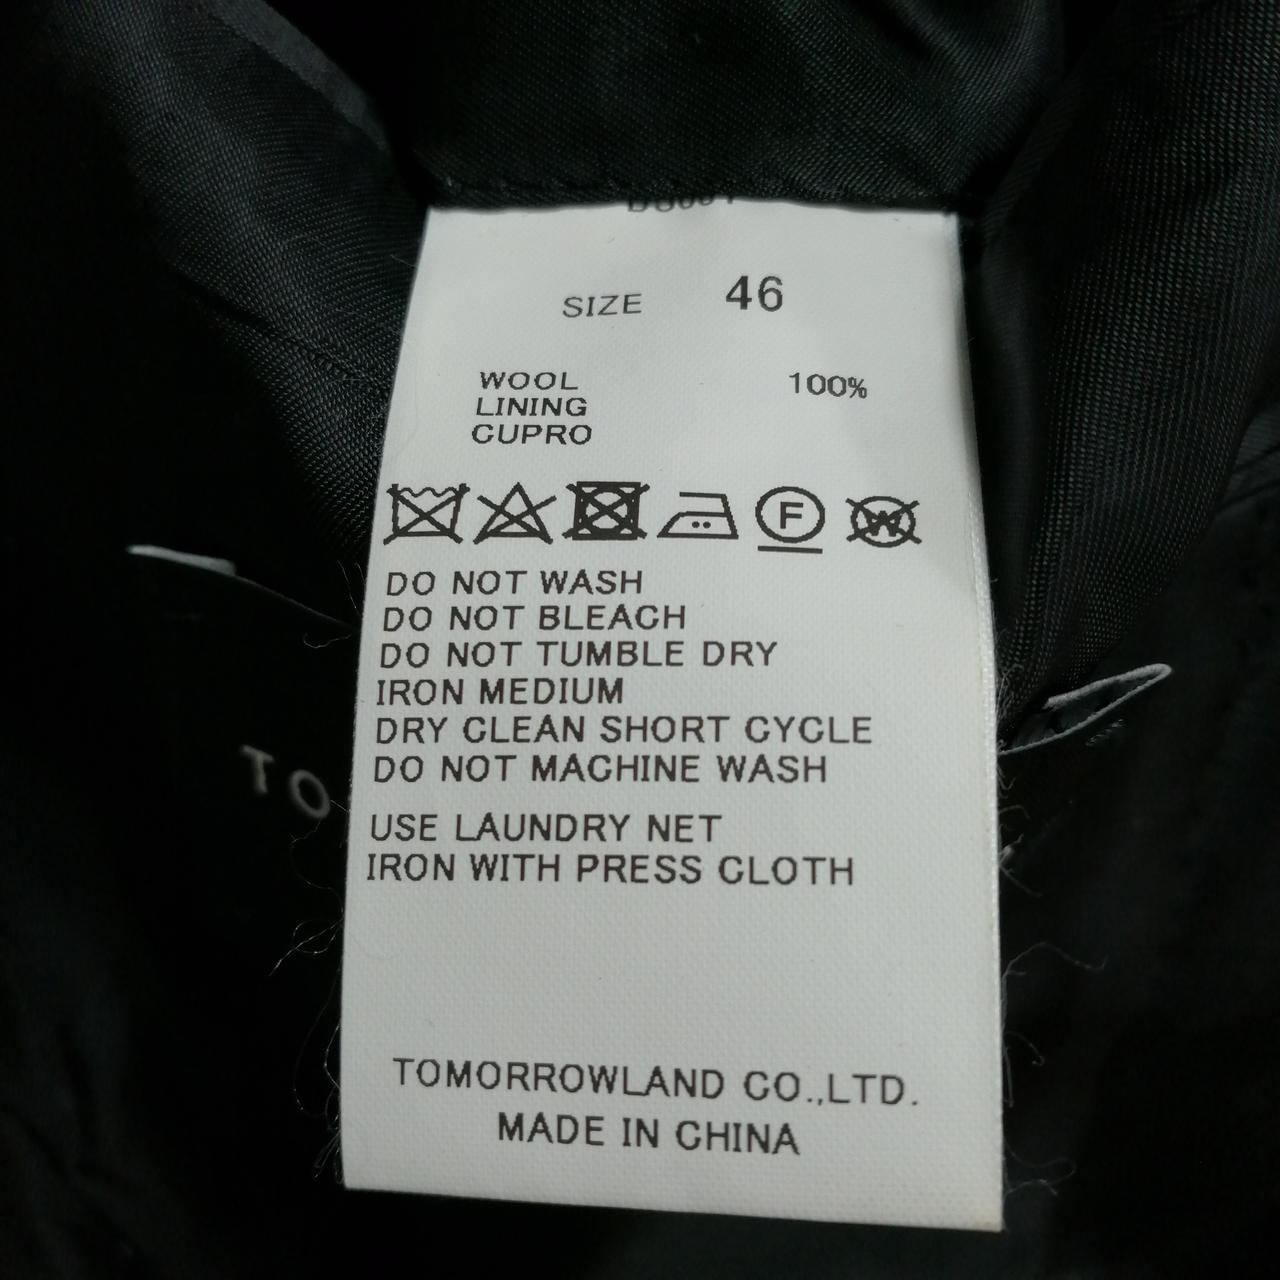 SIZE 46
WOOL 100%
LINING
CUPRO
F
W
DO NOT WASH
DO NOT BLEACH
DO NOT TUMBLE DRY
IRON MEDIUM
DRY CLEAN SHORT CYCLE
DO NOT MACHINE WASH
USE LAUNDRY NET
IRON WITH PRESS CLOTH
TOMORROWLAND CO.,LTD.
MADE IN CHINA
TO